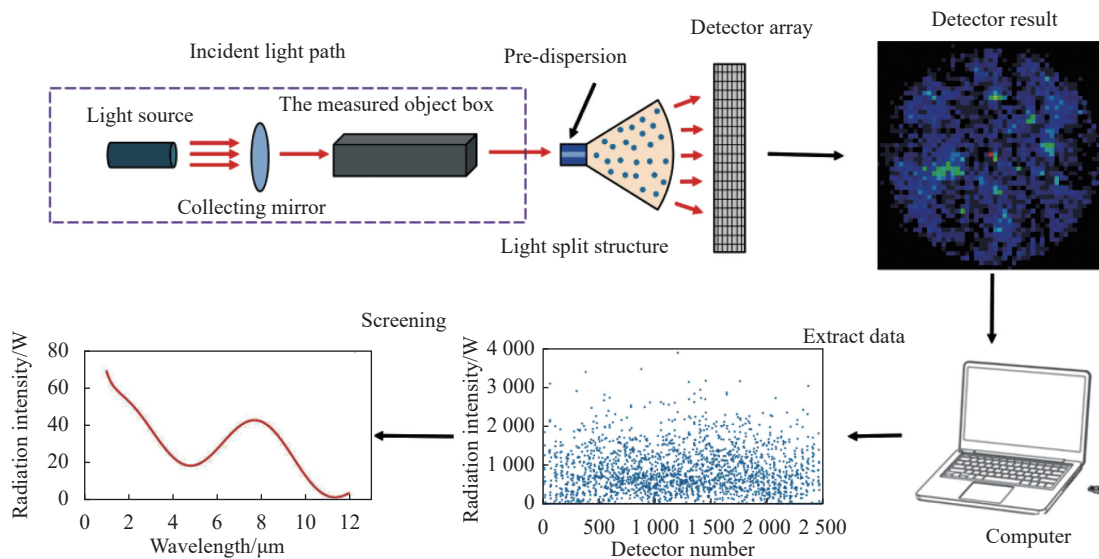 Detector result
Detector array
Incident light path
Pre-dispersion
The measured object box
Light source
Collecting mirror
Light split structure
Screening
Extract data
Radiation intensity/W
80
60
40
20
0
0 2 4 6 8 10 12
Wavelength/μm
Radiation intensity/W
4 000
3 000
2 000
1 000
0
0 500 1 000 1 500 2 000 2 500
Detector number
Computer